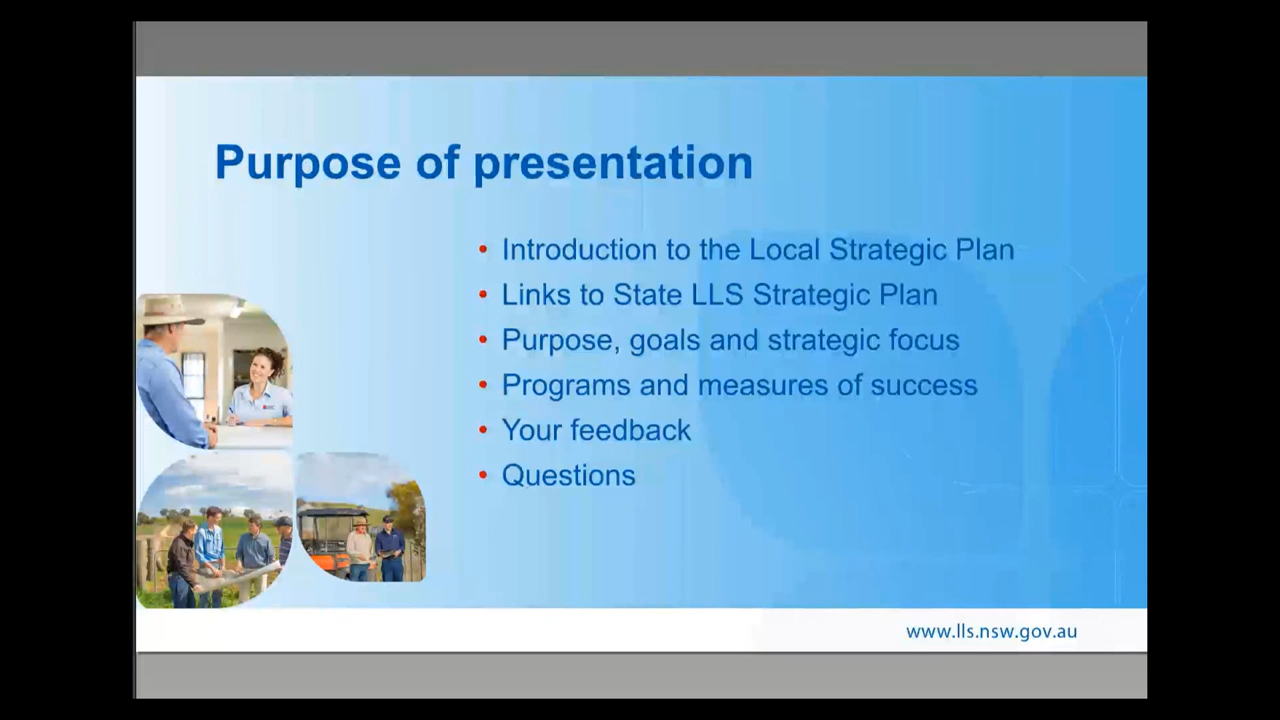 Purpose of presentation
• Introduction to the Local Strategic Plan
• Links to State LLS Strategic Plan
• Purpose, goals and strategic focus
• Programs and measures of success
• Your feedback
• Questions
www.lls.nsw.gov.au